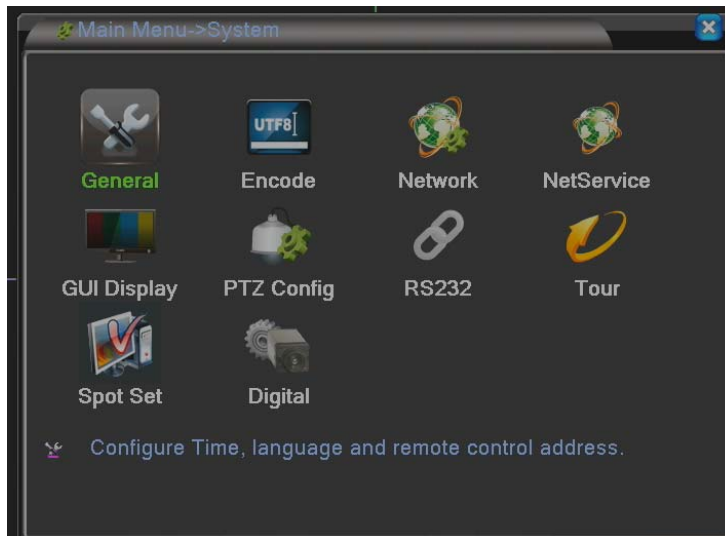 Main Menu->System
UTF8
General Encode Network NetService
GUI Display PTZ Config RS232 Tour
Spot Set Digital
Configure Time, language and remote control address.